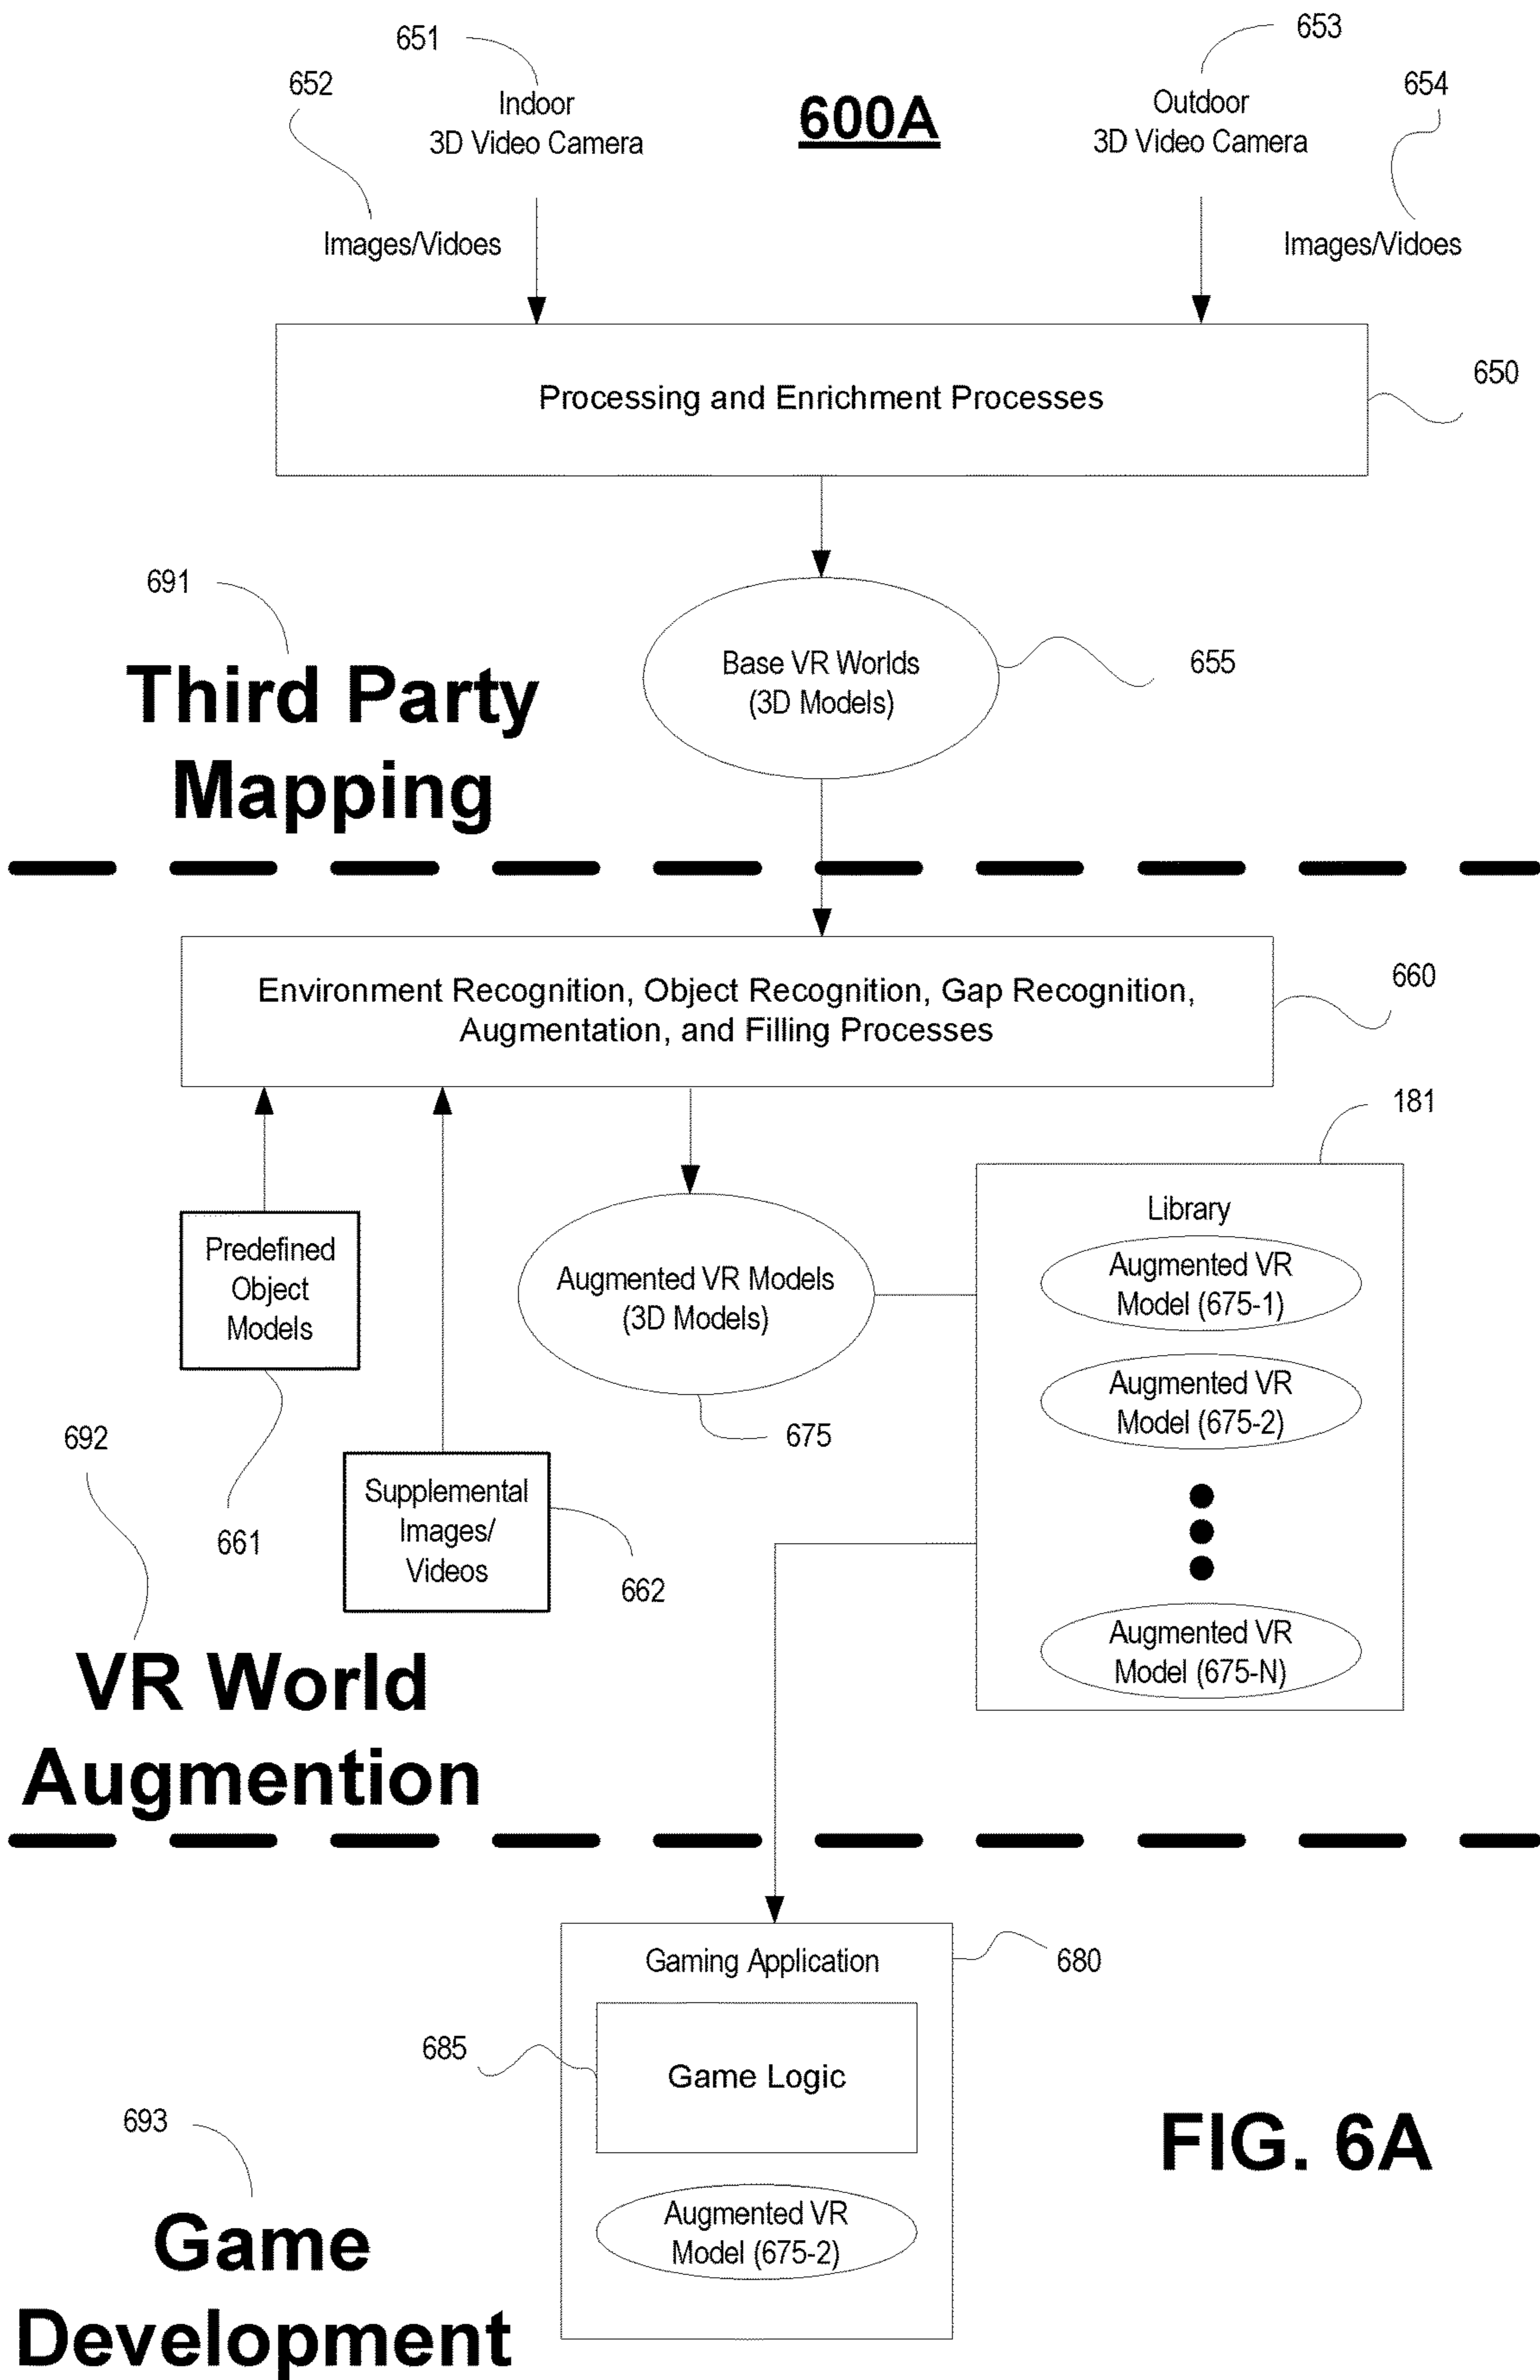 651
653
652
654
Indoor
3D Video Camera
600A
Outdoor
3D Video Camera
Images/Vidoes
Images/Vidoes
Processing and Enrichment Processes
650
691
Base VR Worlds
(3D Models)
655
Third Party
Mapping
Environment Recognition, Object Recognition, Gap Recognition,
Augmentation, and Filling Processes
660
181
Library
Predefined
Object
Models
Augmented VR Models
(3D Models)
Augmented VR
Model (675-1)
Augmented VR
Model (675-2)
692
675
661
Supplemental
Images/
Videos
662
Augmented VR
Model (675-N)
VR World
Augmention
Gaming Application
680
685
Game Logic
693
FIG. 6A
Augmented VR
Model (675-2)
Game
Development